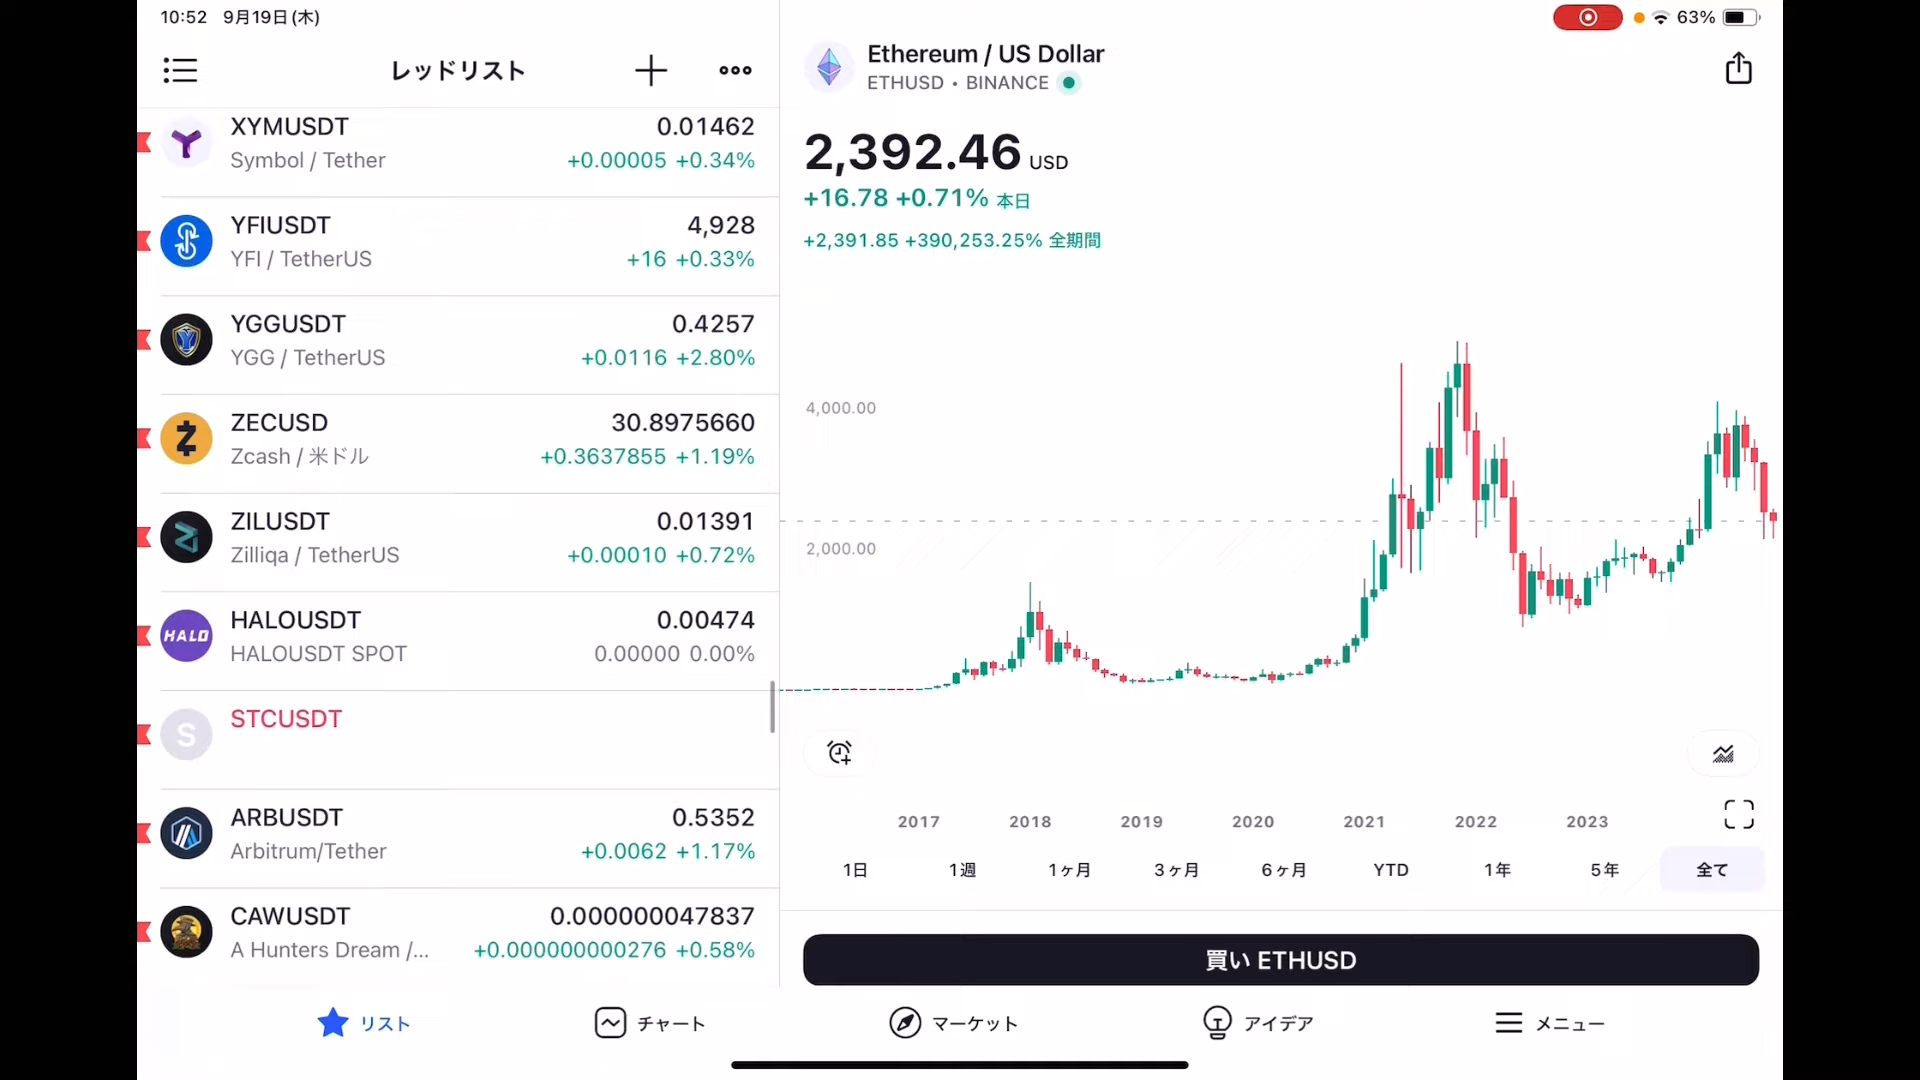 10:52 9月19日(木)
63%
レッドリスト
XYMUSDT 0.01462
Symbol / Tether +0.00005 +0.34%
YFIUSDT 4,928
YFI / TetherUS +16 +0.33%
YGGUSDT 0.4257
YGG / TetherUS +0.0116 +2.80%
ZECUSD 30.8975660
Zcash / 米ドル +0.3637855 +1.19%
ZILUSDT 0.01391
Zilliqa / TetherUS +0.00010 +0.72%
HALO
HALOUSDT 0.00474
HALOUSDT SPOT 0.00000 0.00%
S
STCUSDT
ARBUSDT 0.5352
Arbitrum/Tether +0.0062 +1.17%
CAWUSDT 0.000000047837
A Hunters Dream /... +0.000000000276 +0.58%
Ethereum / US Dollar
ETHUSD • BINANCE
2,392.46 USD
+16.78 +0.71% 本日
+2,391.85 +390,253.25% 全期間
4,000.00
2,000.00
2017 2018 2019 2020 2021 2022 2023
1日 1週 1ヶ月 3ヶ月 6ヶ月 YTD 1年 5年 全て
買い ETHUSD
リスト チャート マーケット アイデア メニュー